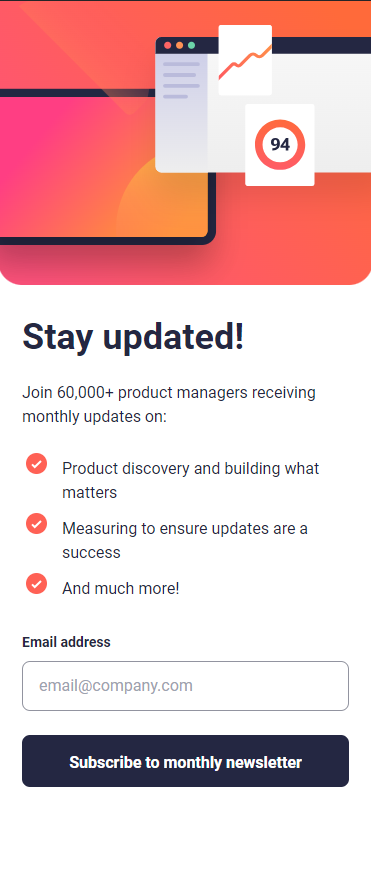 94
Stay updated!
Join 60,000+ product managers receiving
monthly updates on:
Product discovery and building what
matters
Measuring to ensure updates are a
success
And much more!
Email address
email@company.com
Subscribe to monthly newsletter